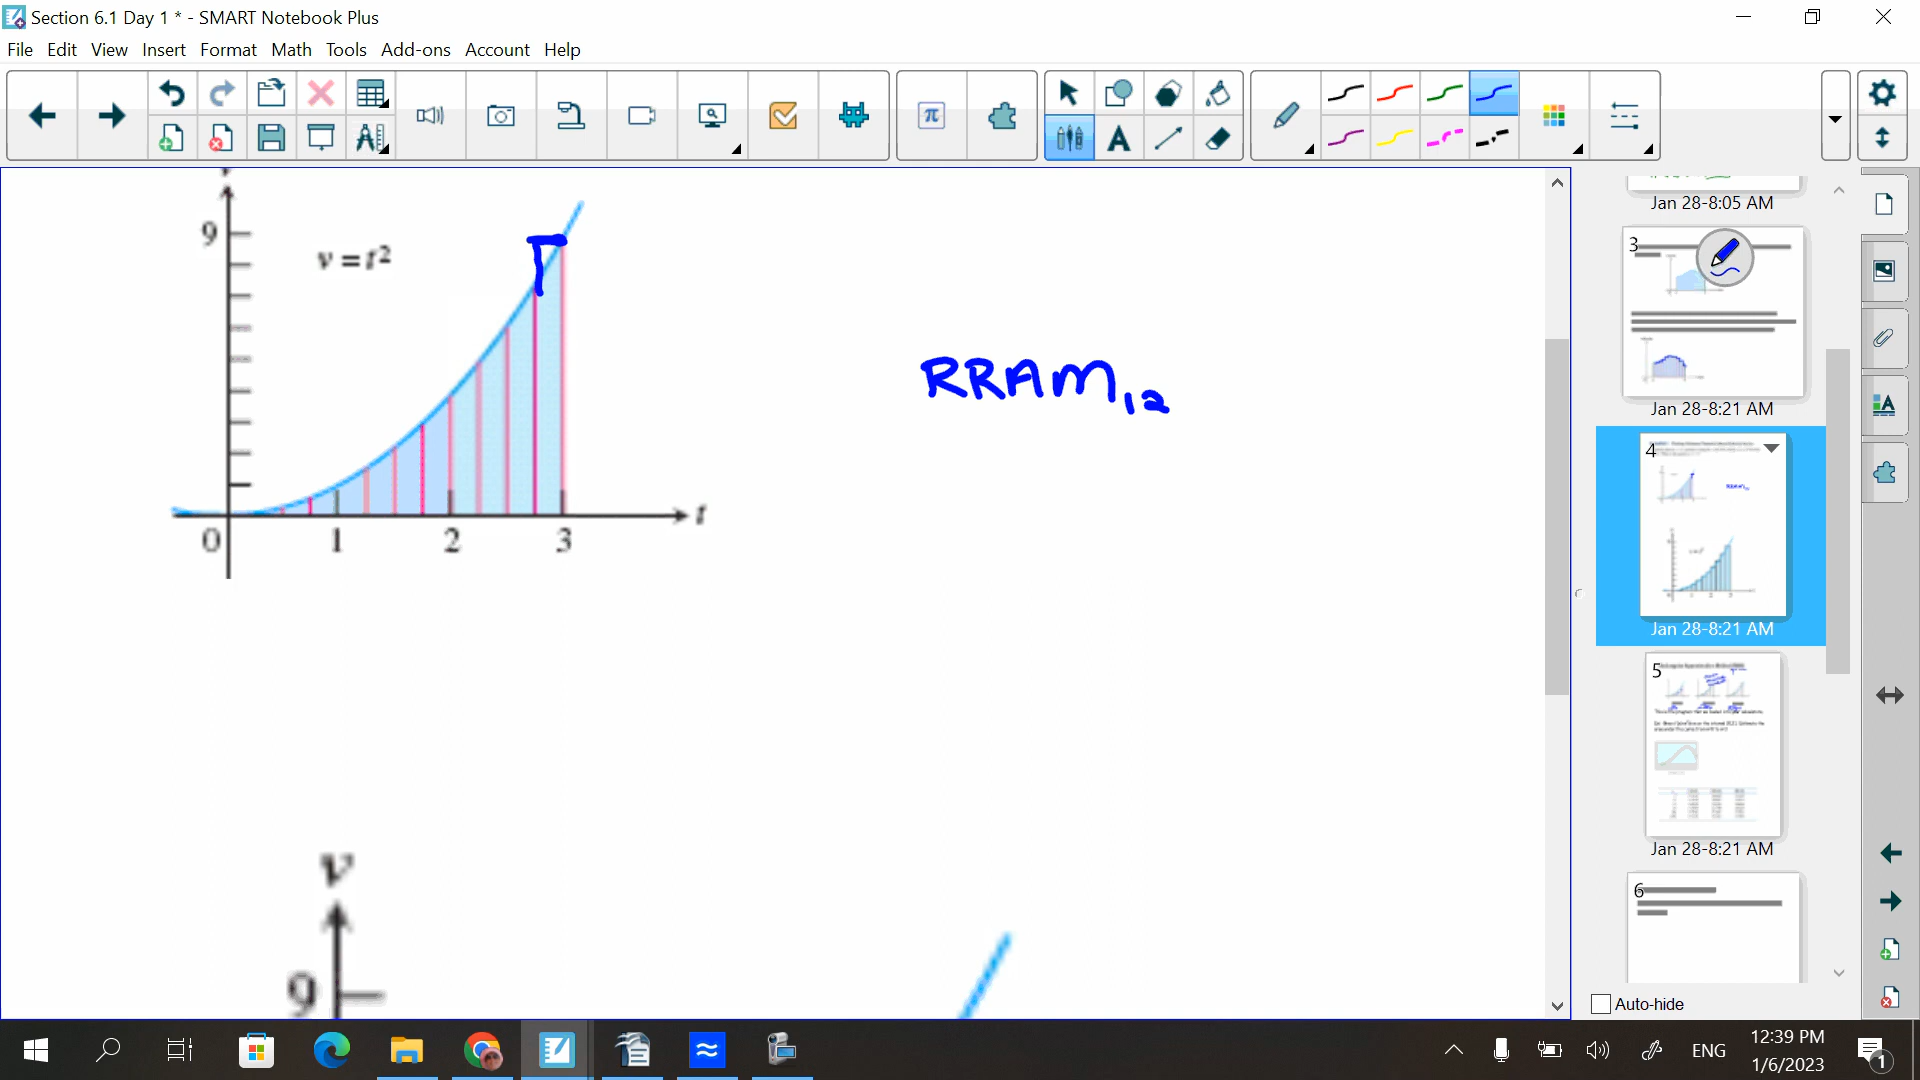 Section 6.1 Day 1 * - SMART Notebook Plus
File Edit View Insert Format Math Tools Add-ons Account Help
9
v = t²
RRAM₁₂
0 1 2 3 t
v
9
Jan 28-8:05 AM
3
Jan 28-8:21 AM
4
Jan 28-8:21 AM
5
Jan 28-8:21 AM
6
Auto-hide
ENG
12:39 PM
1/6/2023
1